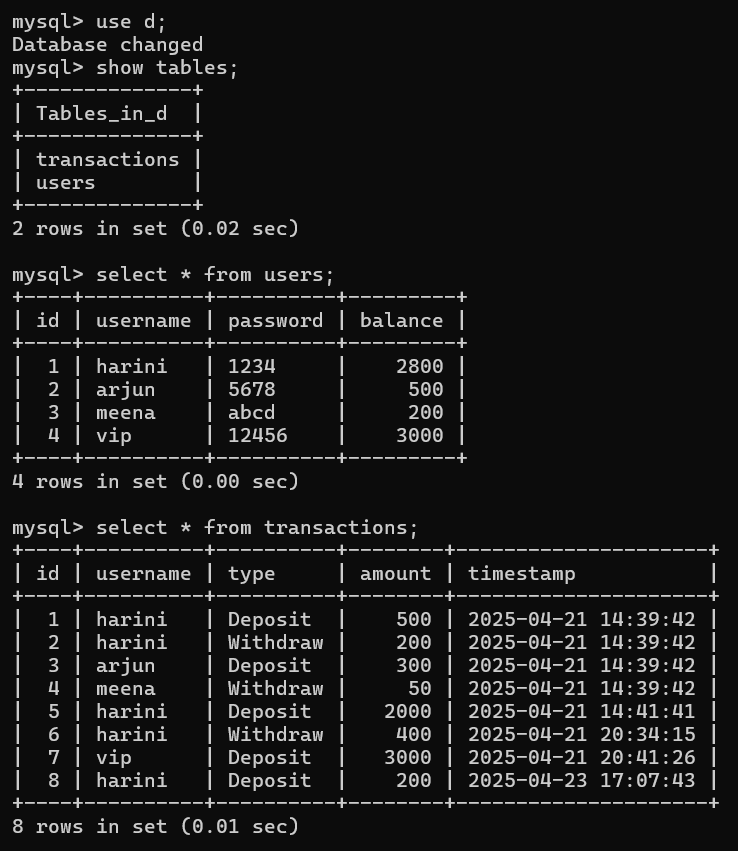 mysql> use d;
Database changed
mysql> show tables;
+--------------+
| Tables_in_d  |
+--------------+
| transactions |
| users        |
+--------------+
2 rows in set (0.02 sec)

mysql> select * from users;
+----+----------+----------+---------+
| id | username | password | balance |
+----+----------+----------+---------+
|  1 | harini   | 1234     |    2800 |
|  2 | arjun    | 5678     |     500 |
|  3 | meena    | abcd     |     200 |
|  4 | vip      | 12456    |    3000 |
+----+----------+----------+---------+
4 rows in set (0.00 sec)

mysql> select * from transactions;
+----+----------+----------+--------+---------------------+
| id | username | type     | amount | timestamp           |
+----+----------+----------+--------+---------------------+
|  1 | harini   | Deposit  |    500 | 2025-04-21 14:39:42 |
|  2 | harini   | Withdraw |    200 | 2025-04-21 14:39:42 |
|  3 | arjun    | Deposit  |    300 | 2025-04-21 14:39:42 |
|  4 | meena    | Withdraw |     50 | 2025-04-21 14:39:42 |
|  5 | harini   | Deposit  |   2000 | 2025-04-21 14:41:41 |
|  6 | harini   | Withdraw |    400 | 2025-04-21 20:34:15 |
|  7 | vip      | Deposit  |   3000 | 2025-04-21 20:41:26 |
|  8 | harini   | Deposit  |    200 | 2025-04-23 17:07:43 |
+----+----------+----------+--------+---------------------+
8 rows in set (0.01 sec)